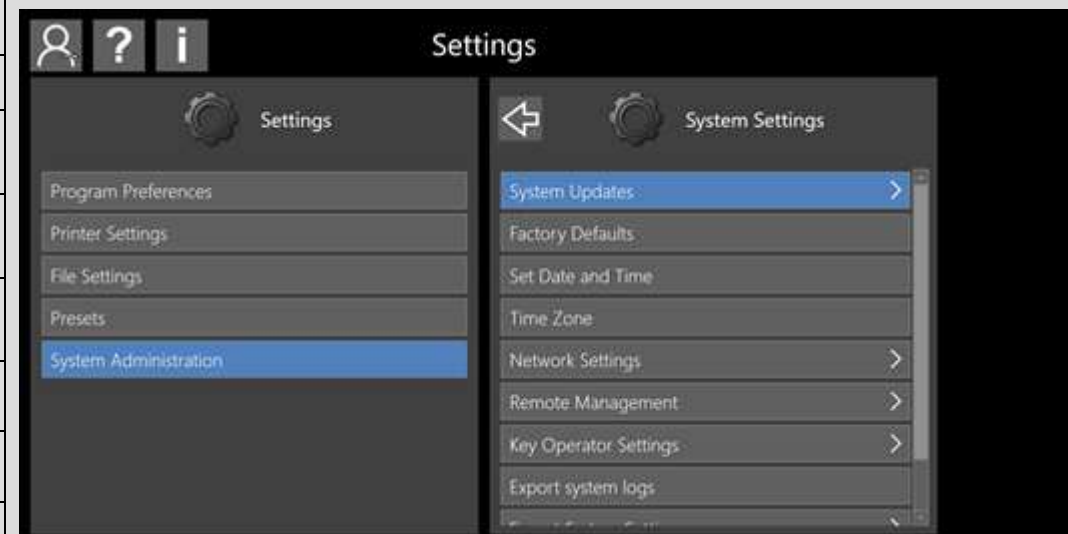 ? i Settings
Settings
Program Preferences
Printer Settings
File Settings
Presets
System Administration
System Settings
System Updates
Factory Defaults
Set Date and Time
Time Zone
Network Settings
Remote Management
Key Operator Settings
Export system logs